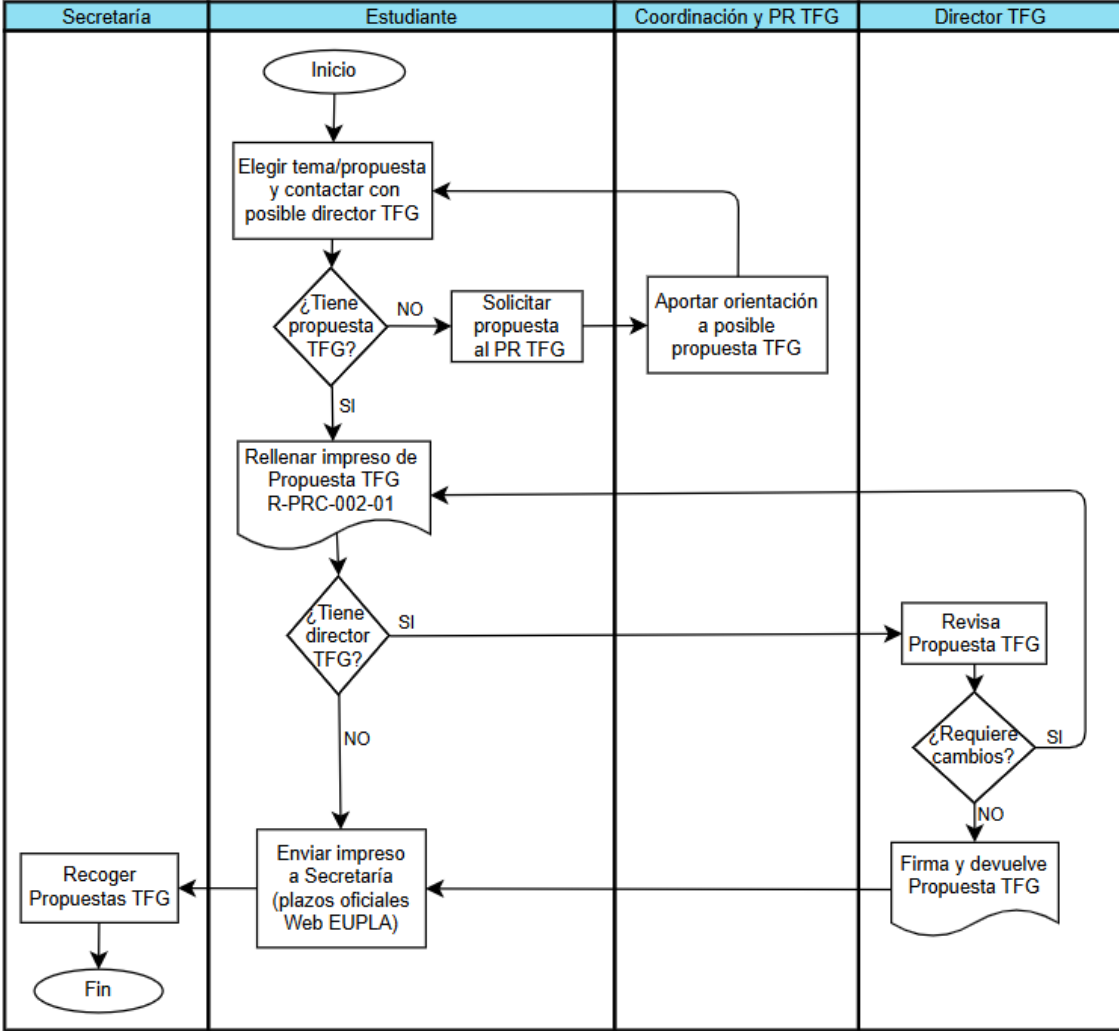 Secretaría
Estudiante
Coordinación y PR TFG
Director TFG
Inicio
Elegir tema/propuesta
y contactar con
posible director TFG
¿Tiene
propuesta
TFG?
NO
Solicitar
propuesta
al PR TFG
Aportar orientación
a posible
propuesta TFG
SI
Rellenar impreso de
Propuesta TFG
R-PRC-002-01
¿Tiene
director
TFG?
SI
Revisa
Propuesta TFG
¿Requiere
cambios?
SI
NO
NO
Firma y devuelve
Propuesta TFG
Enviar impreso
a Secretaría
(plazos oficiales
Web EUPLA)
Recoger
Propuestas TFG
Fin